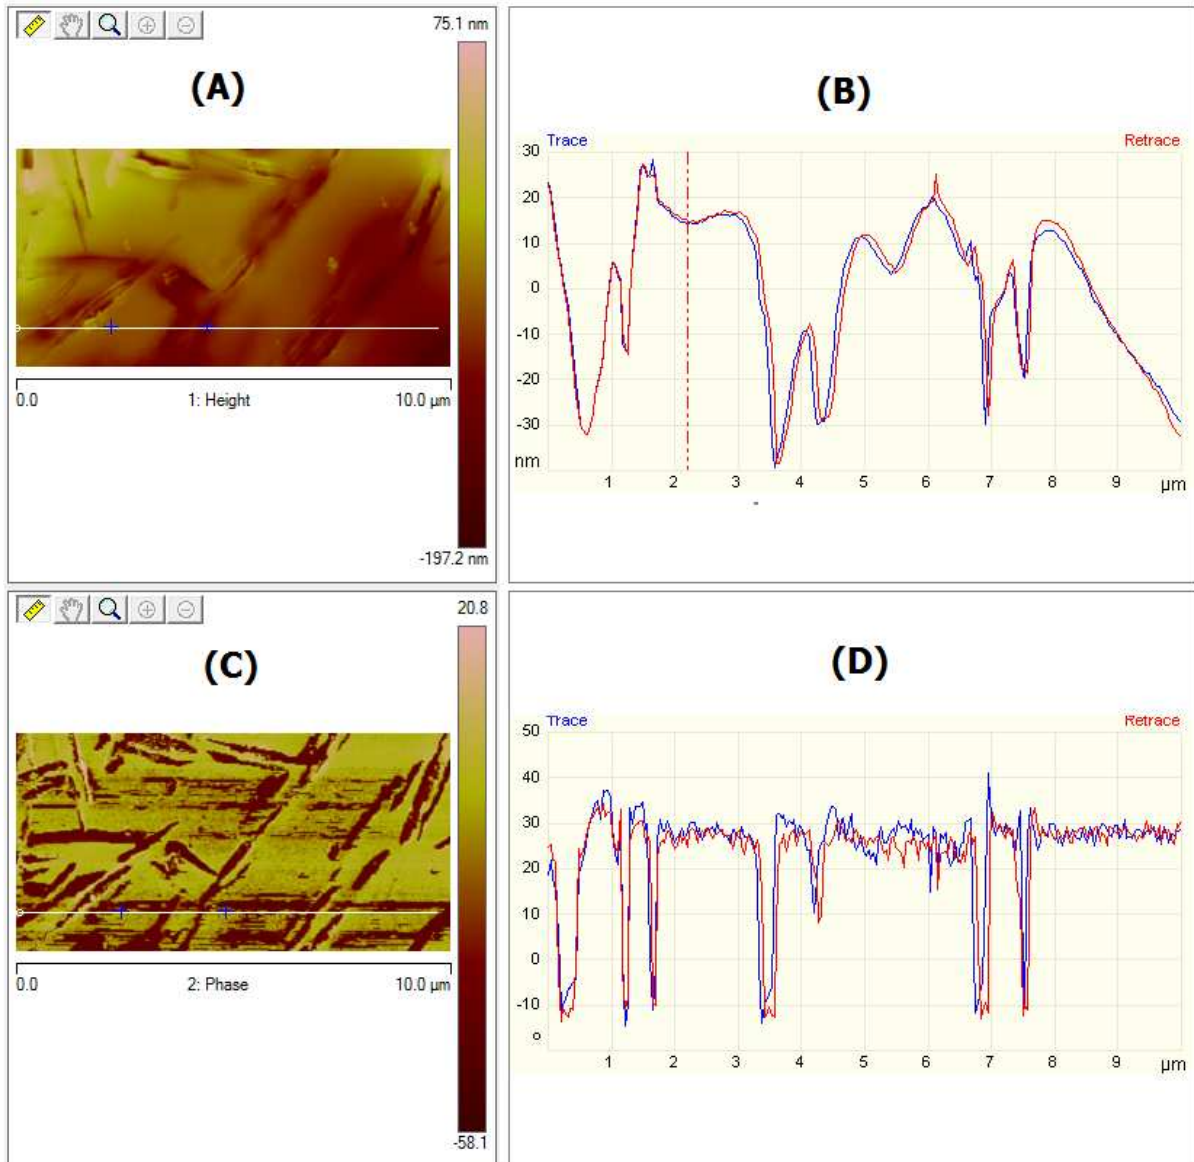 75.1 nm
(A)
0.0
1: Height
10.0 µm
-197.2 nm
(B)
Trace
Retrace
30
20
10
0
-10
-20
-30
nm
1 2 3 4 5 6 7 8 9 µm
20.8
(C)
0.0
2: Phase
10.0 µm
-58.1
(D)
Trace
Retrace
50
40
30
20
10
0
-10
o
1 2 3 4 5 6 7 8 9 µm